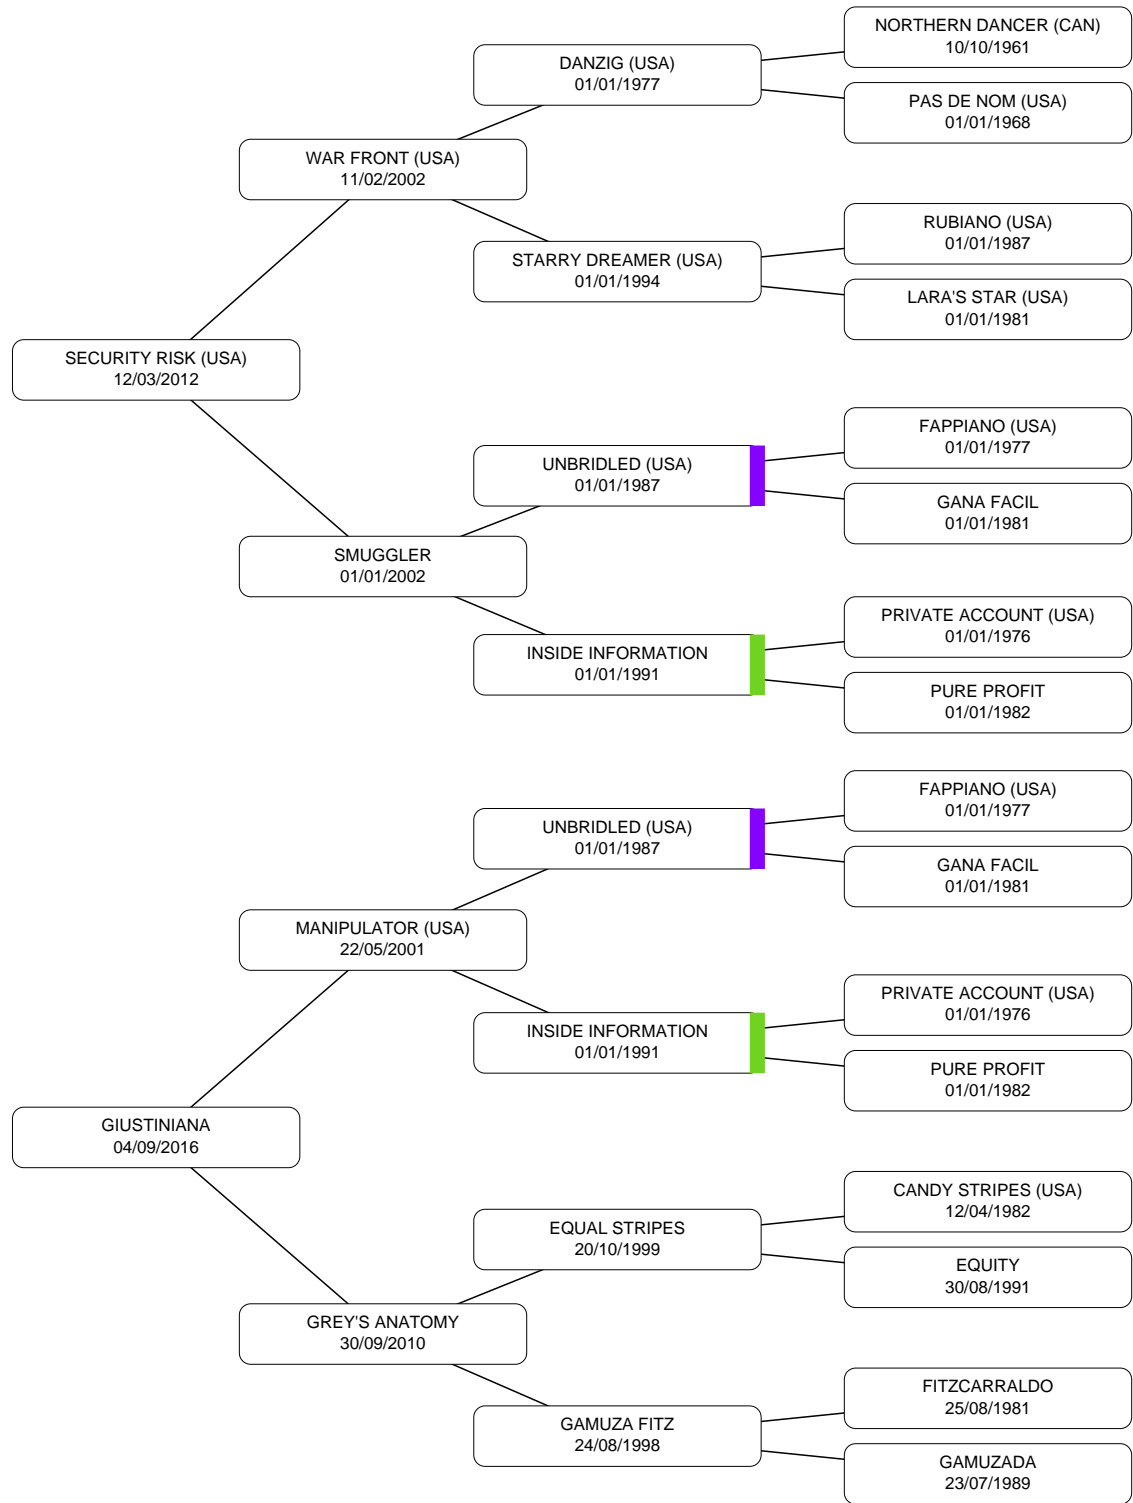 NORTHERN DANCER (CAN)
10/10/1961
DANZIG (USA)
01/01/1977
PAS DE NOM (USA)
01/01/1968
WAR FRONT (USA)
11/02/2002
RUBIANO (USA)
01/01/1987
STARRY DREAMER (USA)
01/01/1994
LARA'S STAR (USA)
01/01/1981
SECURITY RISK (USA)
12/03/2012
FAPPIANO (USA)
01/01/1977
UNBRIDLED (USA)
01/01/1987
GANA FACIL
01/01/1981
SMUGGLER
01/01/2002
PRIVATE ACCOUNT (USA)
01/01/1976
INSIDE INFORMATION
01/01/1991
PURE PROFIT
01/01/1982
FAPPIANO (USA)
01/01/1977
UNBRIDLED (USA)
01/01/1987
GANA FACIL
01/01/1981
MANIPULATOR (USA)
22/05/2001
PRIVATE ACCOUNT (USA)
01/01/1976
INSIDE INFORMATION
01/01/1991
PURE PROFIT
01/01/1982
GIUSTINIANA
04/09/2016
CANDY STRIPES (USA)
12/04/1982
EQUAL STRIPES
20/10/1999
EQUITY
30/08/1991
GREY'S ANATOMY
30/09/2010
FITZCARRALDO
25/08/1981
GAMUZA FITZ
24/08/1998
GAMUZADA
23/07/1989